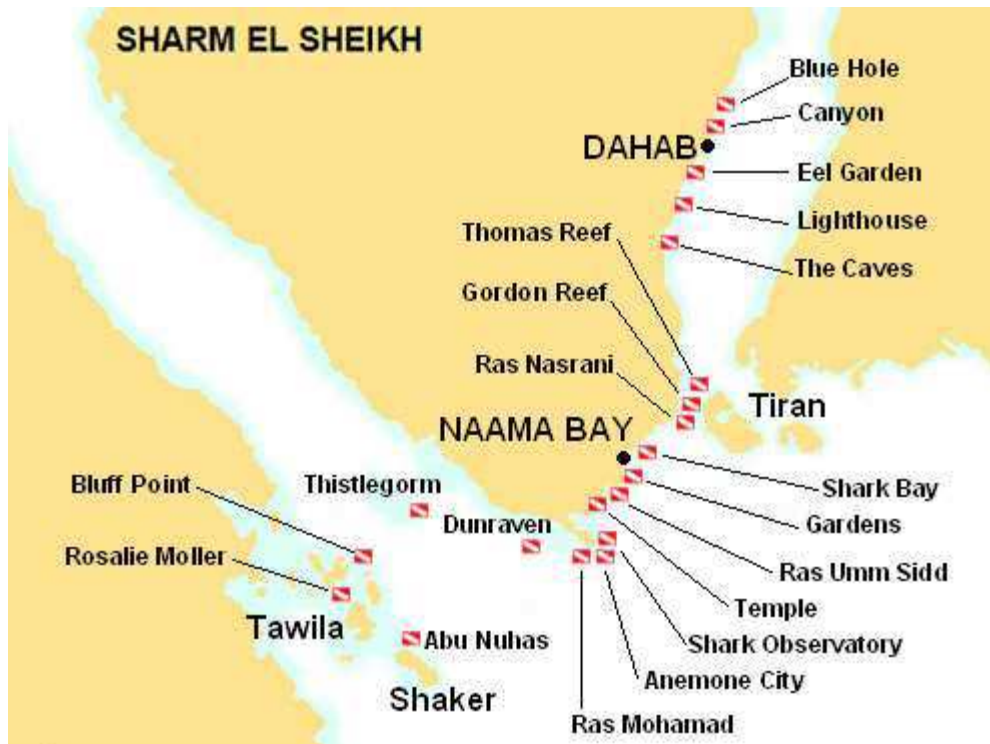 SHARM EL SHEIKH
Blue Hole
Canyon
DAHAB
Eel Garden
Lighthouse
Thomas Reef
The Caves
Gordon Reef
Ras Nasrani
Tiran
NAAMA BAY
Bluff Point
Thistlegorm
Shark Bay
Dunraven
Gardens
Rosalie Moller
Ras Umm Sidd
Temple
Tawila
Abu Nuhas
Shark Observatory
Anemone City
Shaker
Ras Mohamad